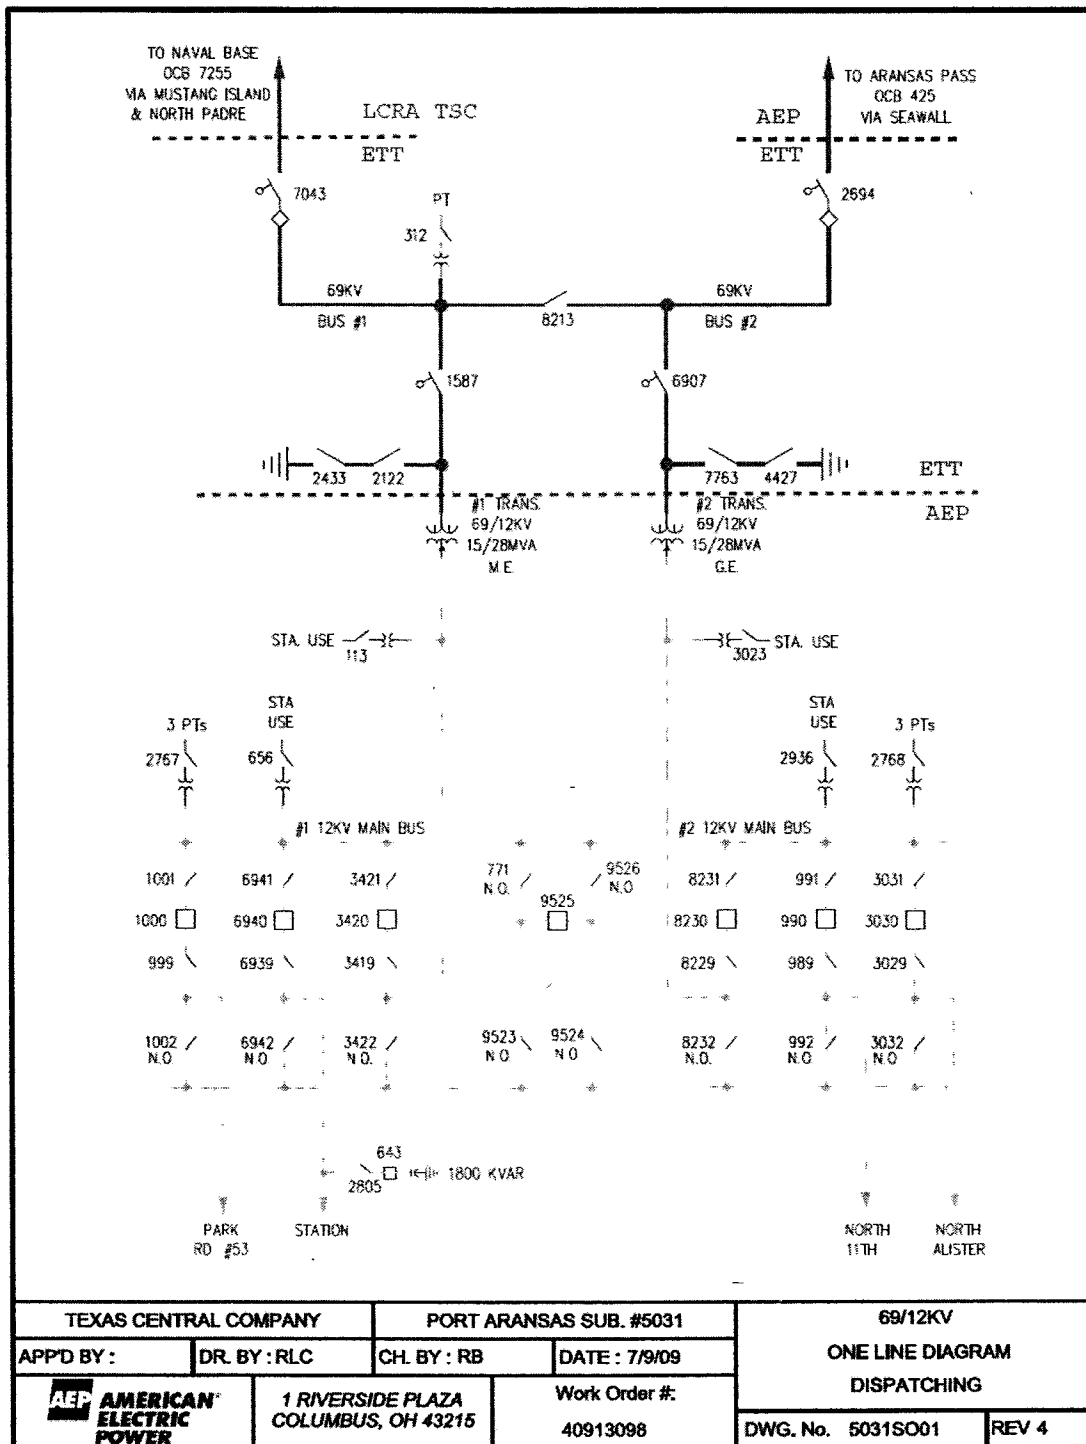 TO NAVAL BASE
OCB 7255
VIA MUSTANG ISLAND
& NORTH PADRE
LCRA TSC
ETT
TO ARANSAS PASS
OCB 425
VIA SEAWALL
AEP
ETT
7043
PT
312
2694
69KV
BUS #1
8213
69KV
BUS #2
1587
6907
2433
2122
7763
4427
ETT
AEP
#1 TRANS.
69/12KV
15/28MVA
M.E.
#2 TRANS.
69/12KV
15/28MVA
G.E.
STA. USE
113
3023
STA. USE
3 PTs
2767
STA
USE
656
STA
USE
2936
3 PTs
2768
#1 12KV MAIN BUS
#2 12KV MAIN BUS
1001
6941
3421
771
N.O.
9526
N.O
8231
991
3031
1000
6940
3420
9525
8230
990
3030
999
6939
3419
8229
989
3029
1002
N.O.
6942
N.O
3422
N.O.
9523
N.O
9524
N.O
8232
N.O.
992
N.O
3032
N.O
643
2805
1800 KVAR
PARK
RD #53
STATION
NORTH
11TH
NORTH
ALISTER
TEXAS CENTRAL COMPANY
PORT ARANSAS SUB. #5031
69/12KV
ONE LINE DIAGRAM
DISPATCHING
APP'D BY :
DR. BY : RLC
CH. BY : RB
DATE : 7/9/09
AEP AMERICAN®
ELECTRIC
POWER
1 RIVERSIDE PLAZA
COLUMBUS, OH 43215
Work Order #:
40913098
DWG. No. 5031SO01
REV 4